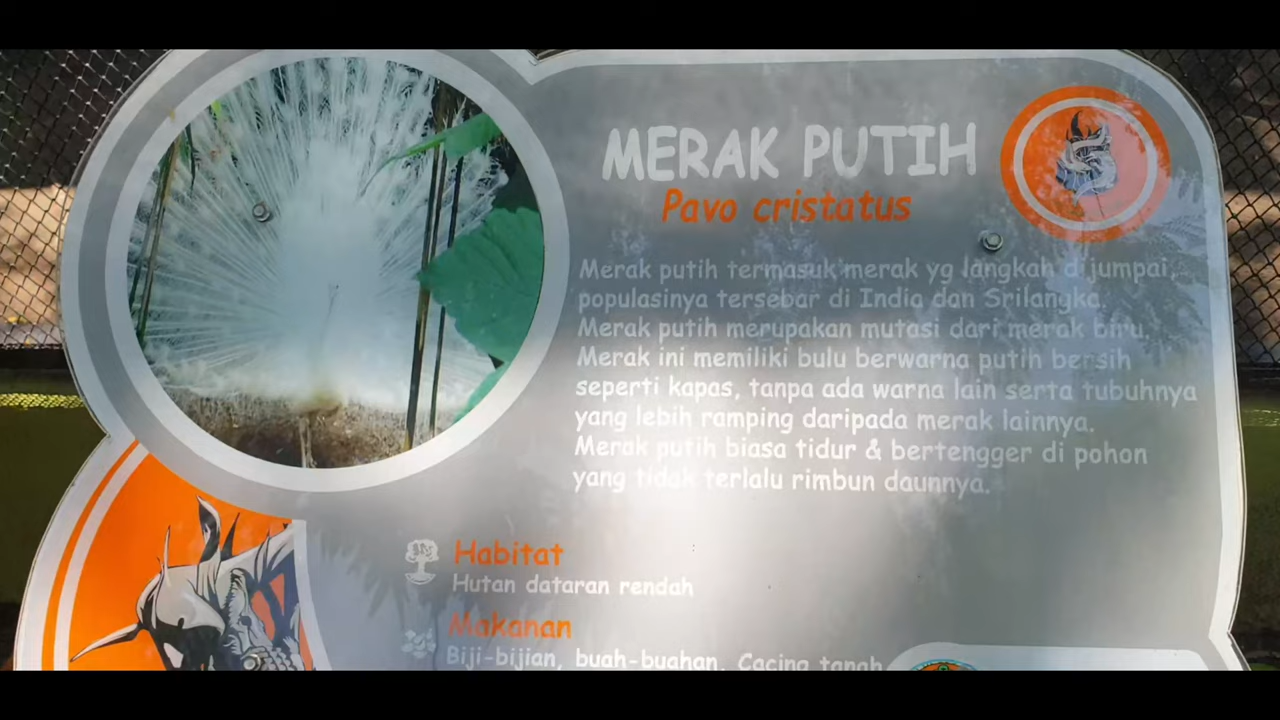 MERAK PUTIH
Pavo cristatus
Merak putih termasuk merak yg langkah di jumpai,
populasinya tersebar di India dan Srilangka.
Merak putih merupakan mutasi dari merak biru.
Merak ini memiliki bulu berwarna putih bersih
seperti kapas, tanpa ada warna lain serta tubuhnya
yang lebih ramping daripada merak lainnya.
Merak putih biasa tidur & bertengger di pohon
yang tidak terlalu rimbun daunnya.
Habitat
Hutan dataran rendah
Makanan
Biji-bijian, buah-buahan, Cacing tanah